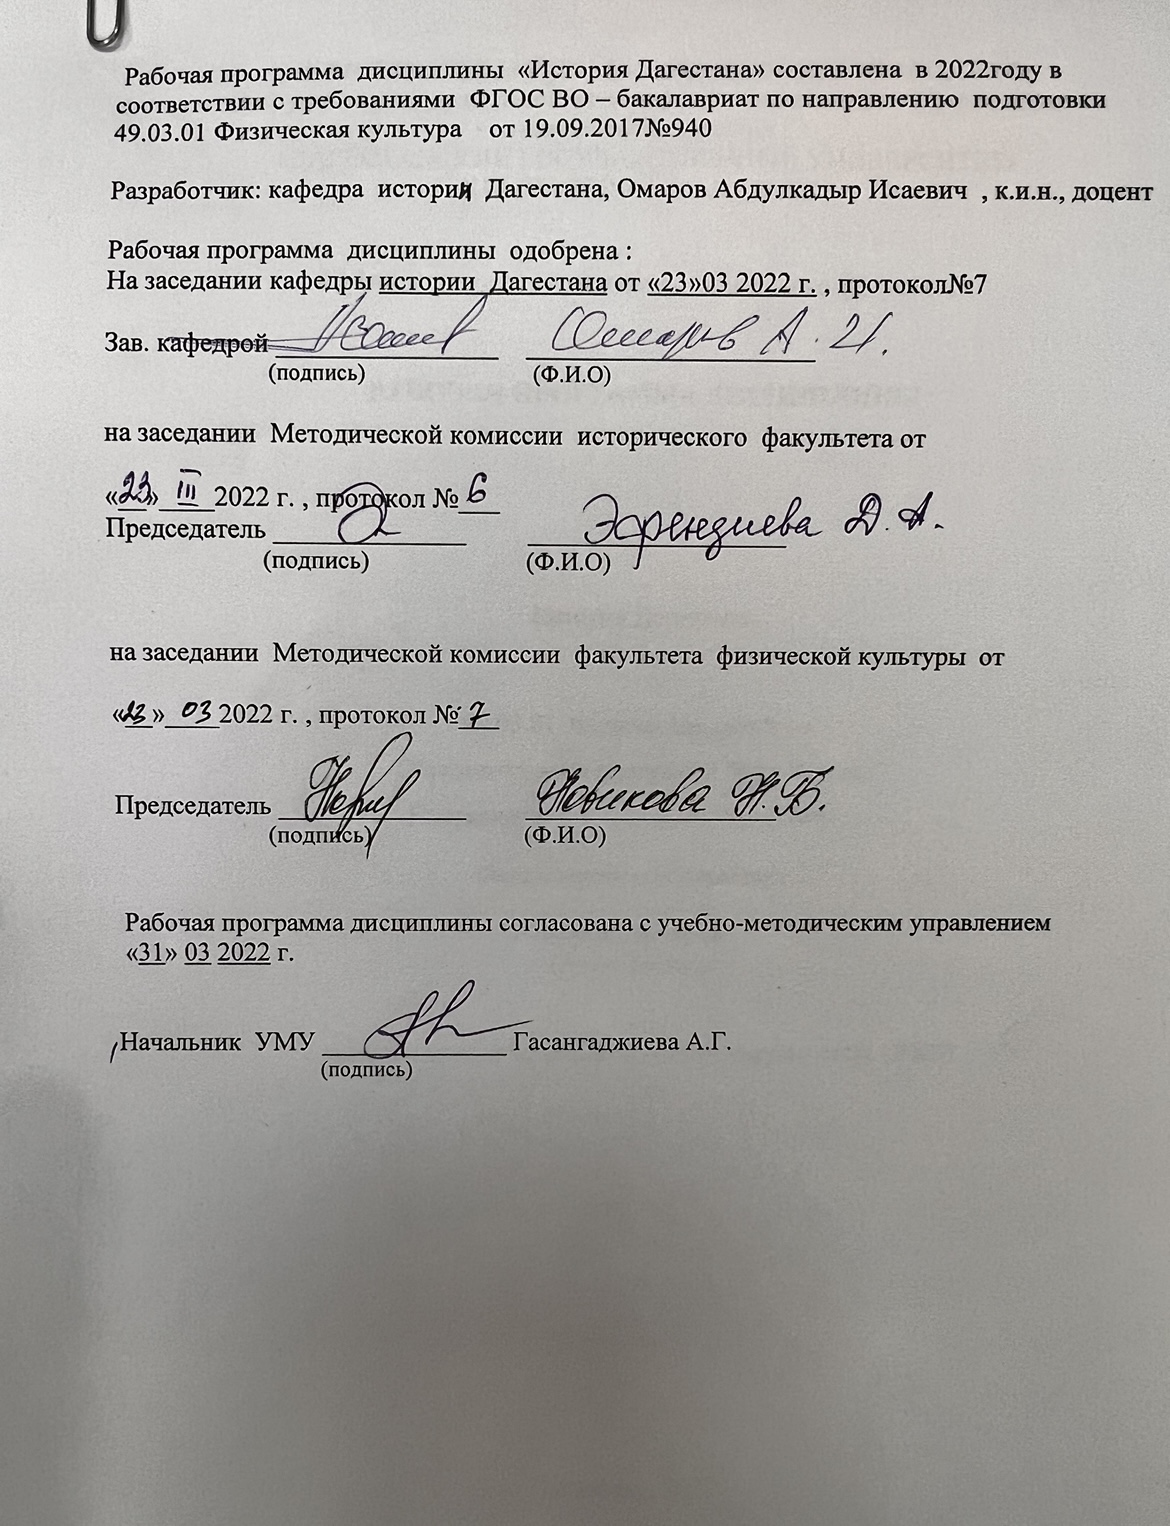 Рабочая программа дисциплины «История Дагестана» составлена в 2022году в
соответствии с требованиями ФГОС ВО – бакалавриат по направлению подготовки
49.03.01 Физическая культура от 19.09.2017№940
Разработчик: кафедра истории Дагестана, Омаров Абдулкадыр Исаевич , к.и.н., доцент
Рабочая программа дисциплины одобрена :
На заседании кафедры истории Дагестана от «23»03 2022 г. , протокол№7
Зав. кафедрой Омаров А. И.
(подпись) (Ф.И.О)
на заседании Методической комиссии исторического факультета от
«23» III 2022 г. , протокол № 6
Председатель Эфендиева Д. А.
(подпись) (Ф.И.О)
на заседании Методической комиссии факультета физической культуры от
«23» 03 2022 г. , протокол № 7
Председатель Новикова Н.Б.
(подпись) (Ф.И.О)
Рабочая программа дисциплины согласована с учебно-методическим управлением
«31» 03 2022 г.
Начальник УМУ Гасангаджиева А.Г.
(подпись)